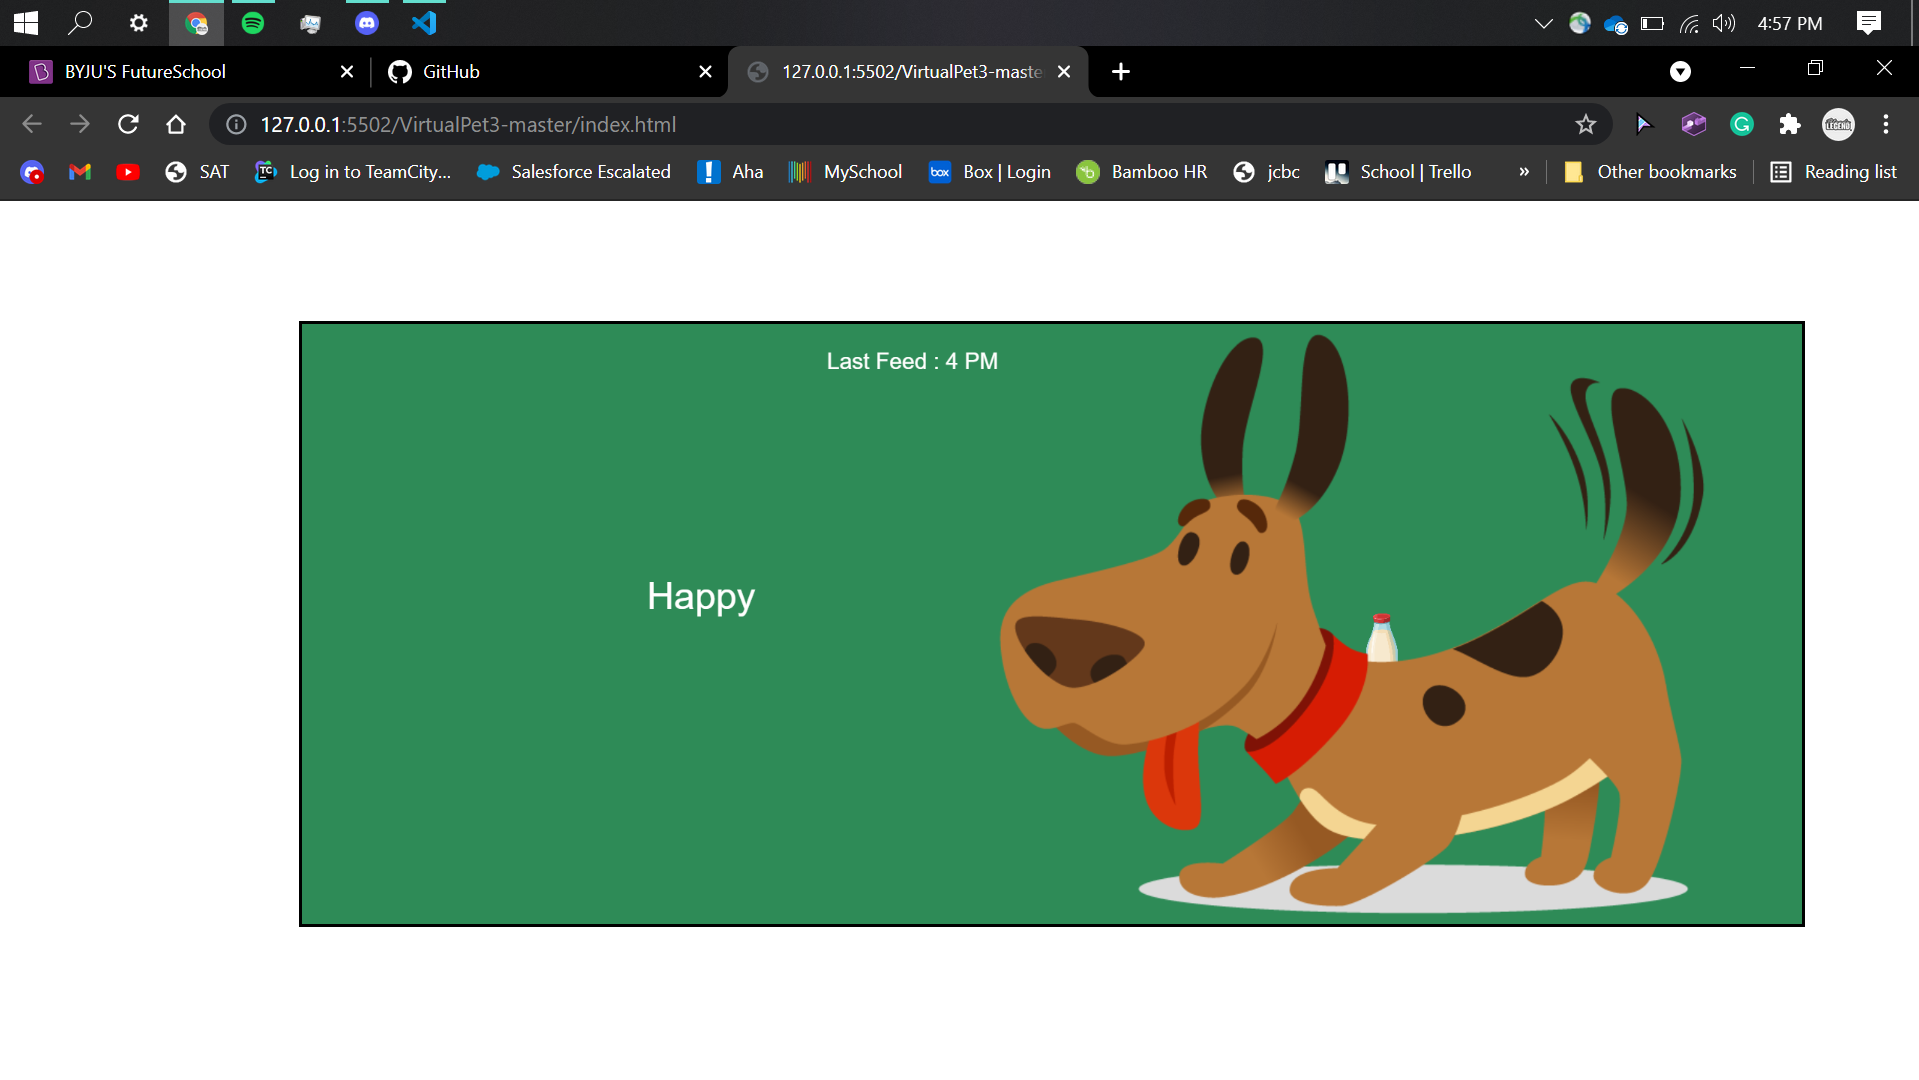 4:57 PM
BYJU'S FutureSchool
GitHub
127.0.0.1:5502/VirtualPet3-maste
127.0.0.1:5502/VirtualPet3-master/index.html
SAT
TC
Log in to TeamCity...
Salesforce Escalated
Aha
MySchool
box
Box | Login
Bamboo HR
jcbc
School | Trello
»
Other bookmarks
Reading list
Last Feed : 4 PM
Happy